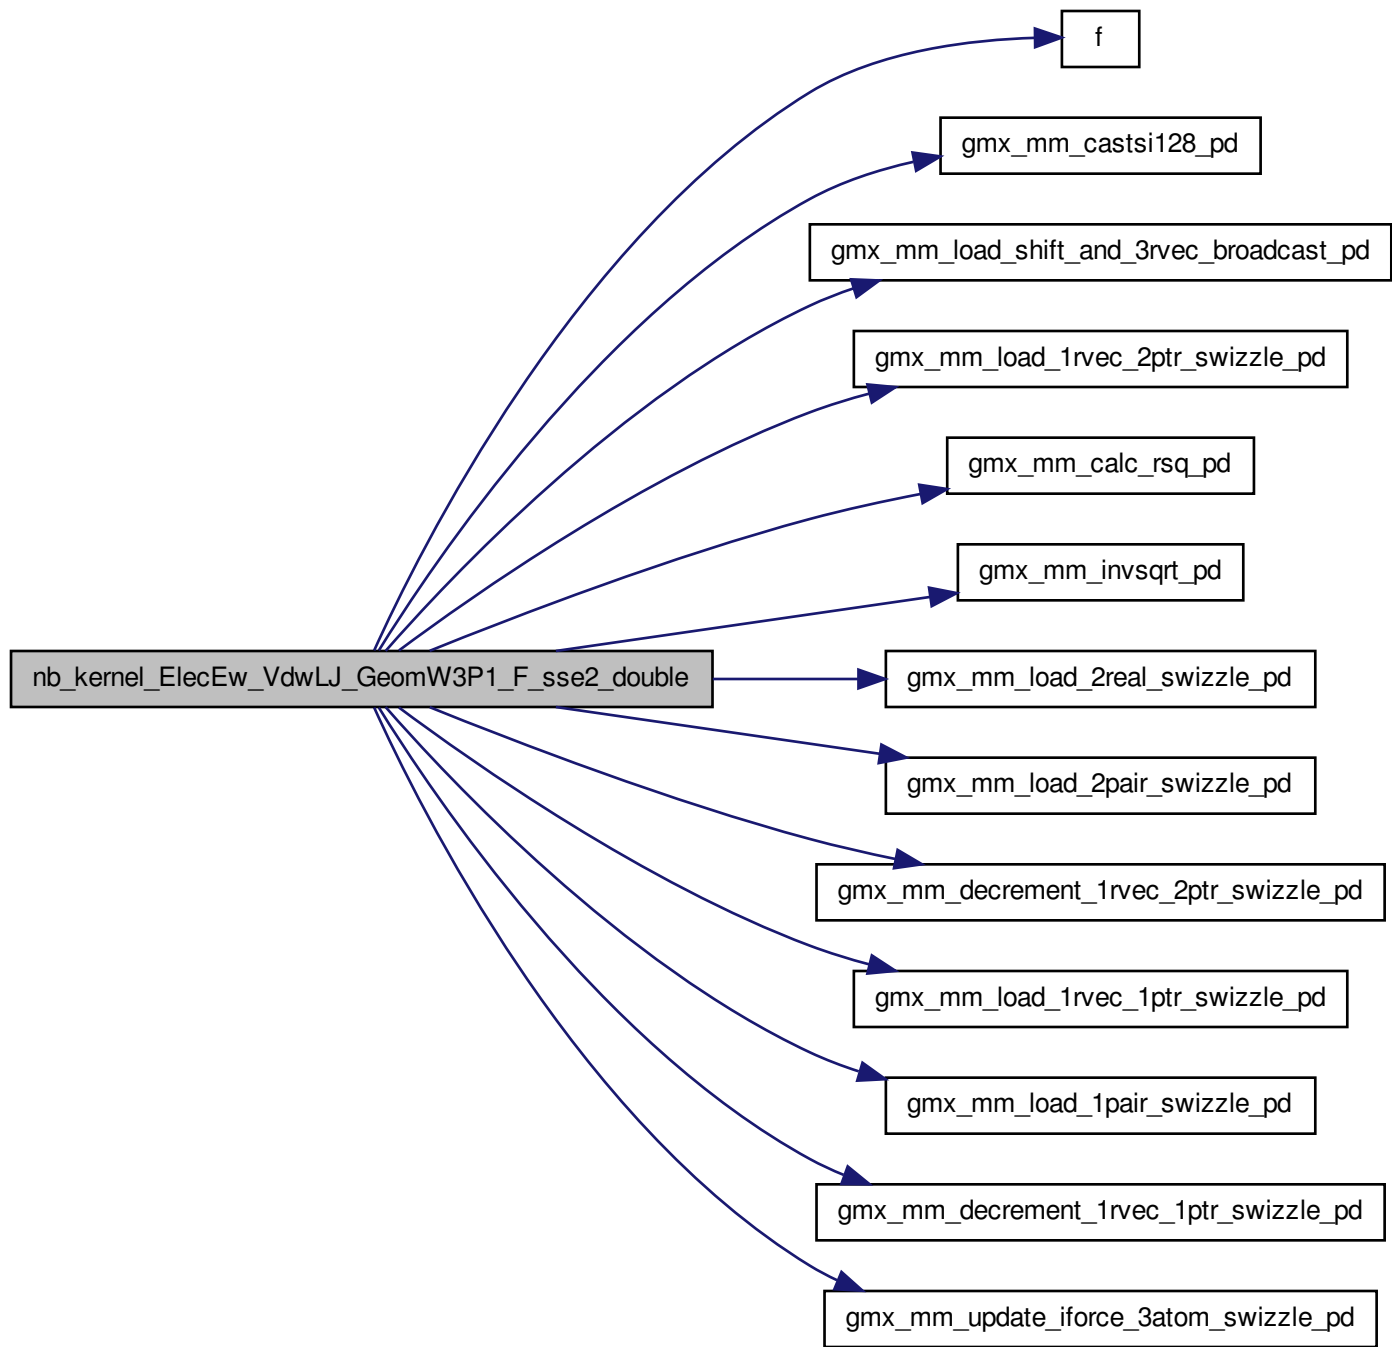 f
gmx_mm_castsi128_pd
gmx_mm_load_shift_and_3rvec_broadcast_pd
gmx_mm_load_1rvec_2ptr_swizzle_pd
gmx_mm_calc_rsq_pd
gmx_mm_invsqrt_pd
nb_kernel_ElecEw_VdwLJ_GeomW3P1_F_sse2_double
gmx_mm_load_2real_swizzle_pd
gmx_mm_load_2pair_swizzle_pd
gmx_mm_decrement_1rvec_2ptr_swizzle_pd
gmx_mm_load_1rvec_1ptr_swizzle_pd
gmx_mm_load_1pair_swizzle_pd
gmx_mm_decrement_1rvec_1ptr_swizzle_pd
gmx_mm_update_iforce_3atom_swizzle_pd